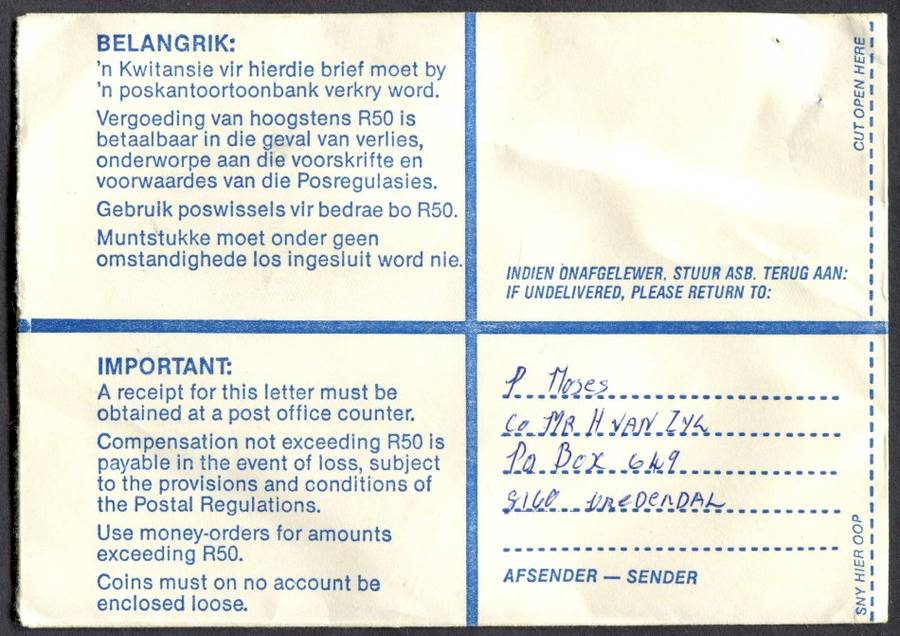 BELANGRIK:
'n Kwitansie vir hierdie brief moet by
'n poskantoortoonbank verkry word.
Vergoeding van hoogstens R50 is
betaalbaar in die geval van verlies,
onderworpe aan die voorskrifte en
voorwaardes van die Posregulasies.
Gebruik poswissels vir bedrae bo R50.
Muntstukke moet onder geen
omstandighede los ingesluit word nie.
CUT OPEN HERE
INDIEN ONAFGELEWER, STUUR ASB. TERUG AAN:
IF UNDELIVERED, PLEASE RETURN TO:
IMPORTANT:
A receipt for this letter must be
obtained at a post office counter.
Compensation not exceeding R50 is
payable in the event of loss, subject
to the provisions and conditions of
the Postal Regulations.
Use money-orders for amounts
exceeding R50.
Coins must on no account be
enclosed loose.
P Moses
Co MR H VAN ZYL
Po Box 649
8160 VREDENDAL
AFSENDER — SENDER
SNY HIER OOP